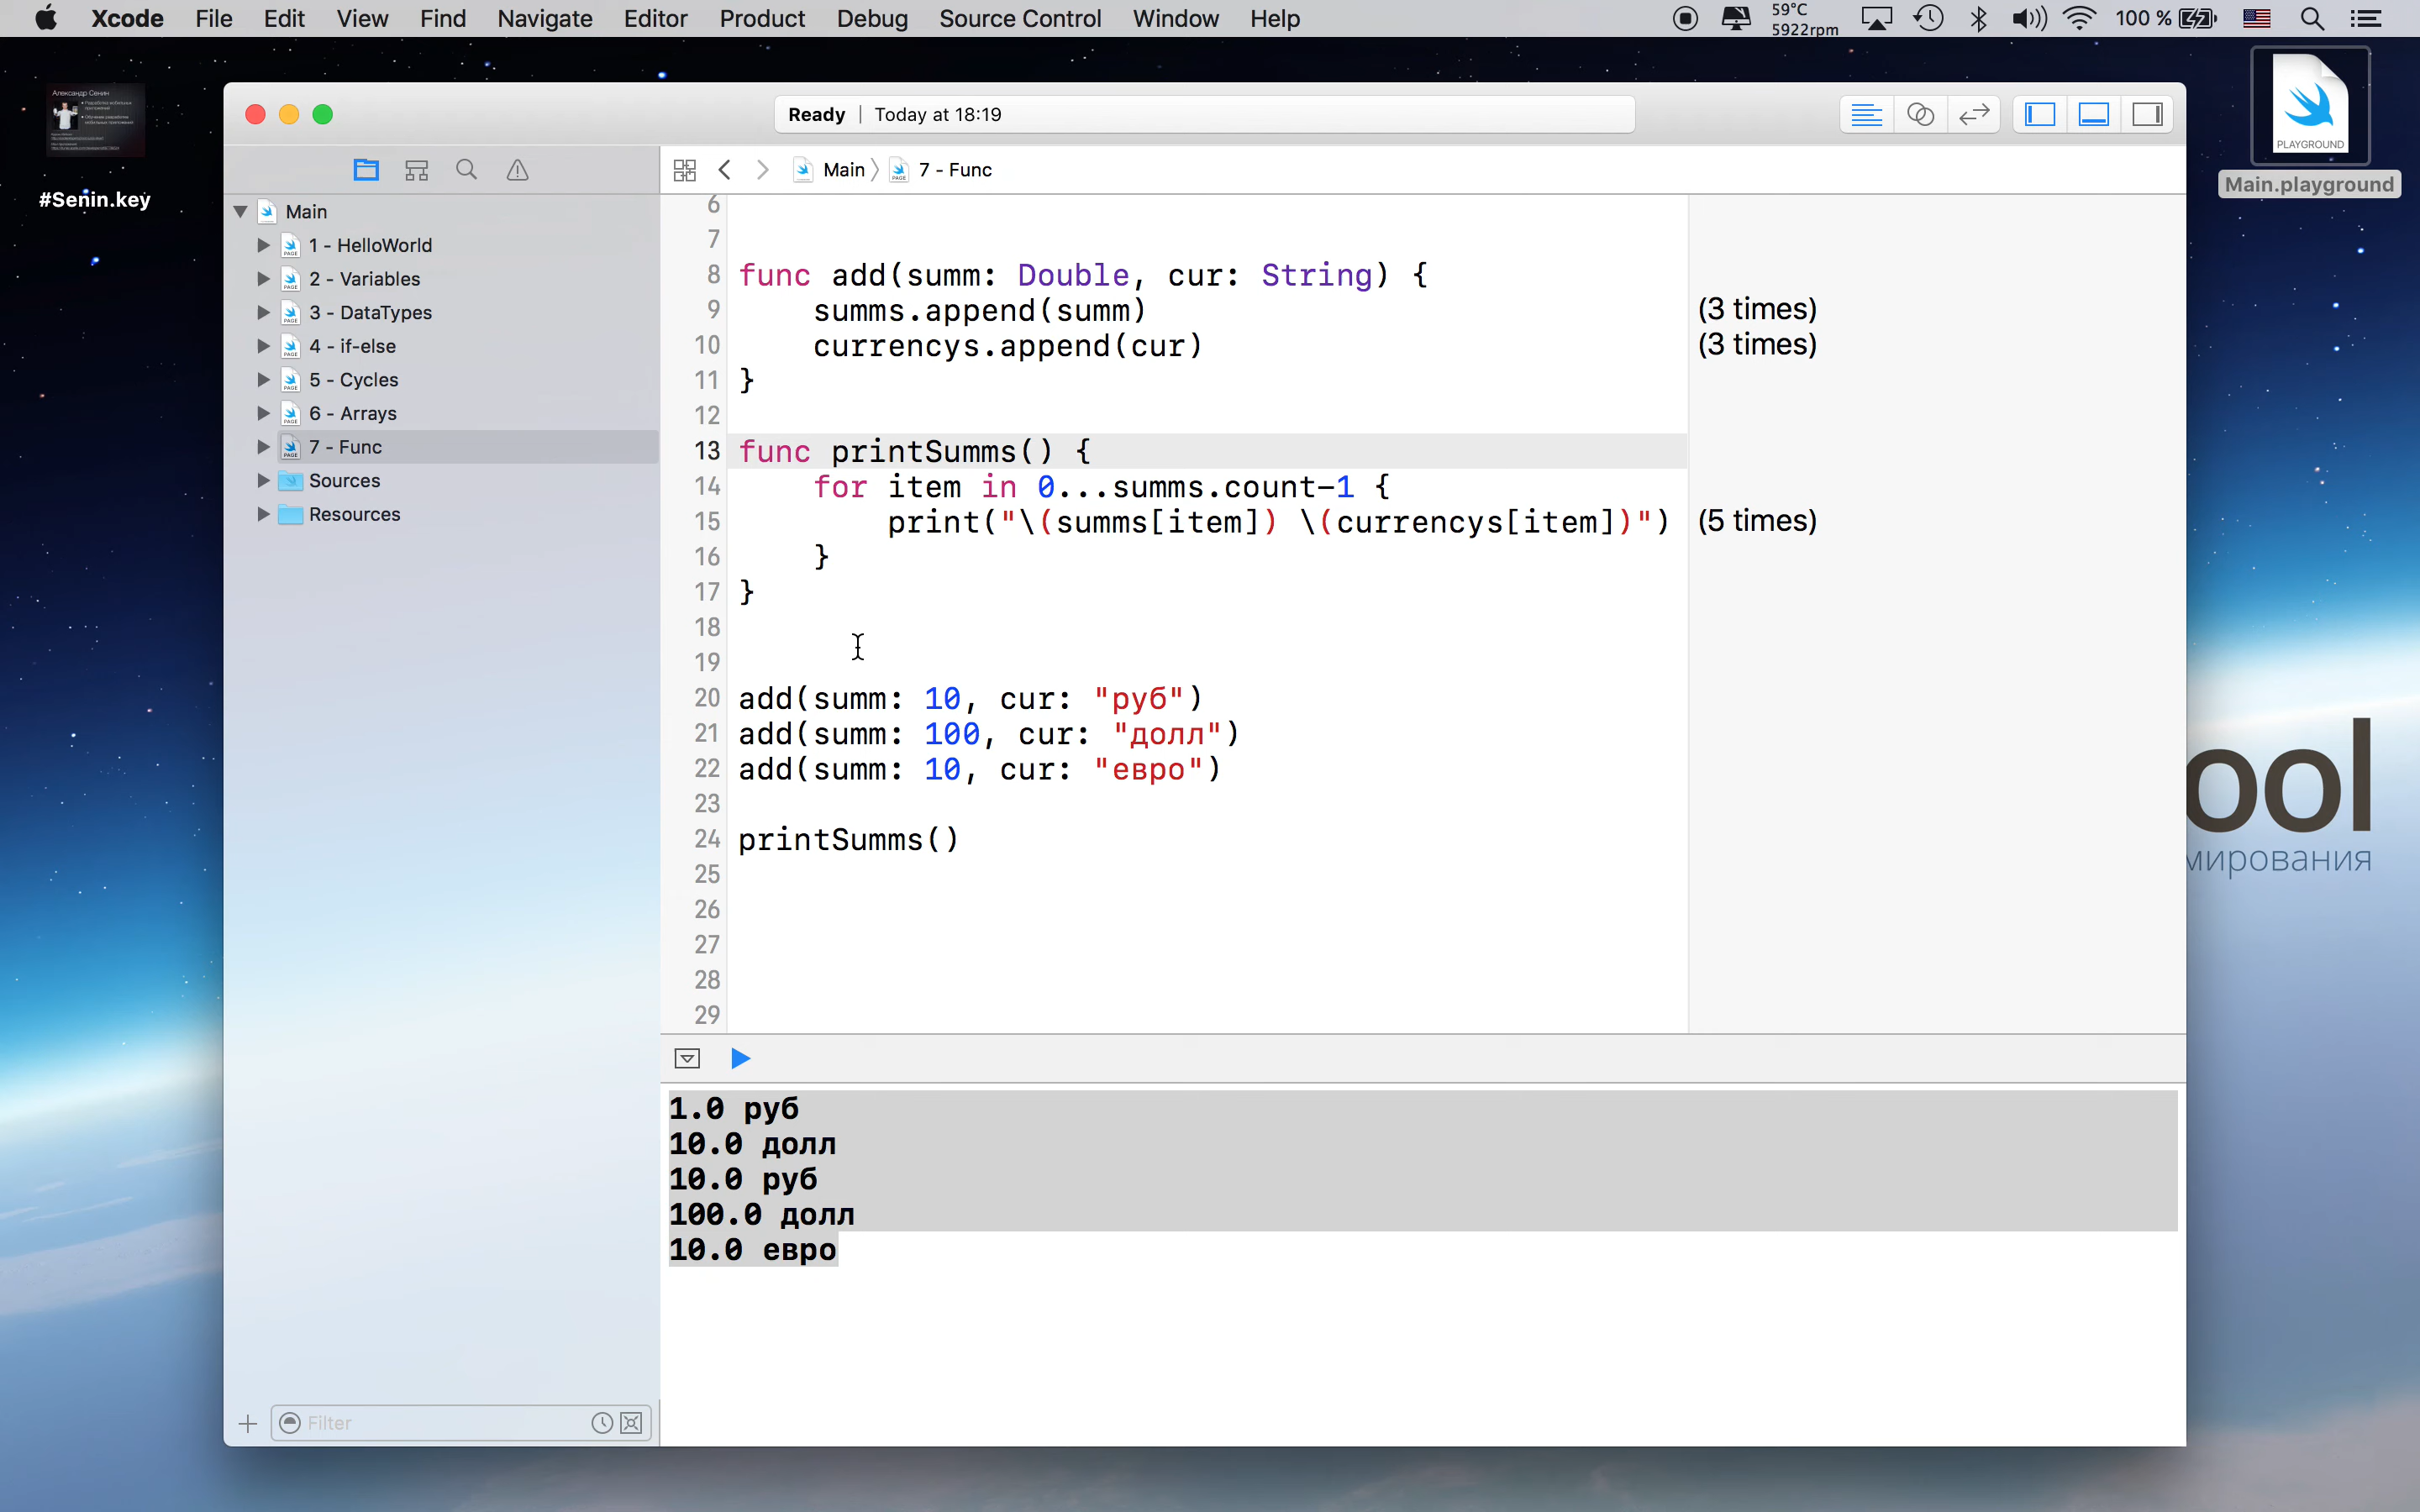 Xcode File Edit View Find Navigate Editor Product Debug Source Control Window Help
59°C
5922rpm
100 %
Александр Сенин
#Senin.key
Ready | Today at 18:19
PLAYGROUND
Main.playground
Main
7 - Func
Main
1 - HelloWorld
2 - Variables
3 - DataTypes
4 - if-else
5 - Cycles
6 - Arrays
7 - Func
Sources
Resources
6
7
8 func add(summ: Double, cur: String) {
9 summs.append(summ) (3 times)
10 currencys.append(cur) (3 times)
11 }
12
13 func printSumms() {
14 for item in 0...summs.count-1 {
15 print("\(summs[item]) \(currencys[item])") (5 times)
16 }
17 }
18
19
20 add(summ: 10, cur: "руб")
21 add(summ: 100, cur: "долл")
22 add(summ: 10, cur: "евро")
23
24 printSumms()
25
26
27
28
29
ool
мирования
1.0 руб
10.0 долл
10.0 руб
100.0 долл
10.0 евро
Filter